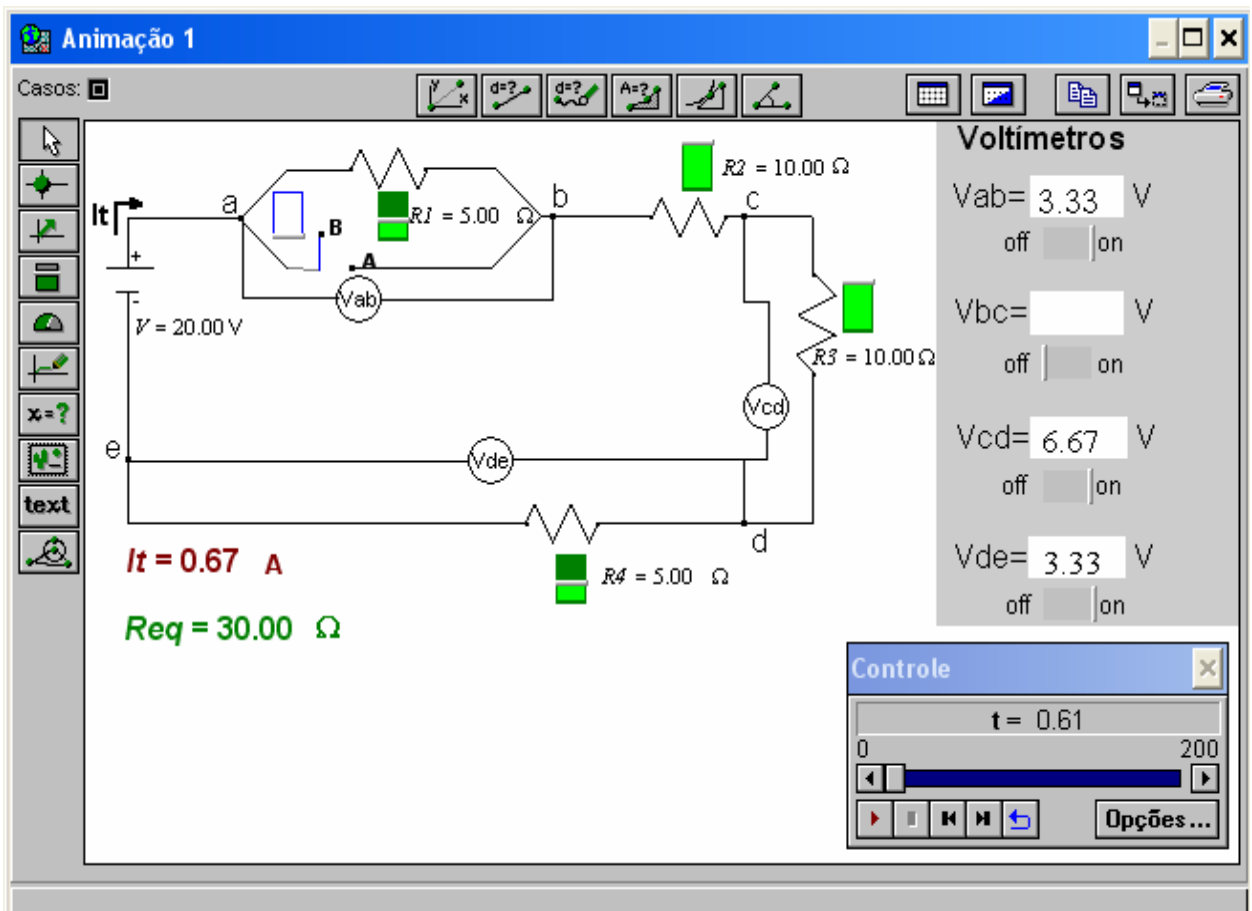 Animação 1
Casos:
y x
d=?
d=?
A=?
x=?
text
It
a
B
A
R1 = 5.00 Ω
b
R2 = 10.00 Ω
c
+
-
V = 20.00 V
Vab
R3 = 10.00 Ω
Vcd
e
Vde
d
R4 = 5.00 Ω
It = 0.67 A
Req = 30.00 Ω
Voltímetros
Vab= 3.33 V
off on
Vbc= V
off on
Vcd= 6.67 V
off on
Vde= 3.33 V
off on
Controle
t = 0.61
0 200
Opções...